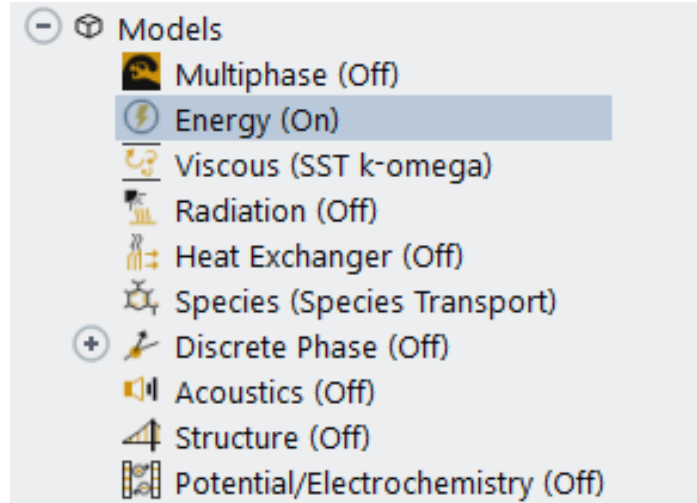 Models
Multiphase (Off)
Energy (On)
Viscous (SST k-omega)
Radiation (Off)
Heat Exchanger (Off)
Species (Species Transport)
Discrete Phase (Off)
Acoustics (Off)
Structure (Off)
Potential/Electrochemistry (Off)